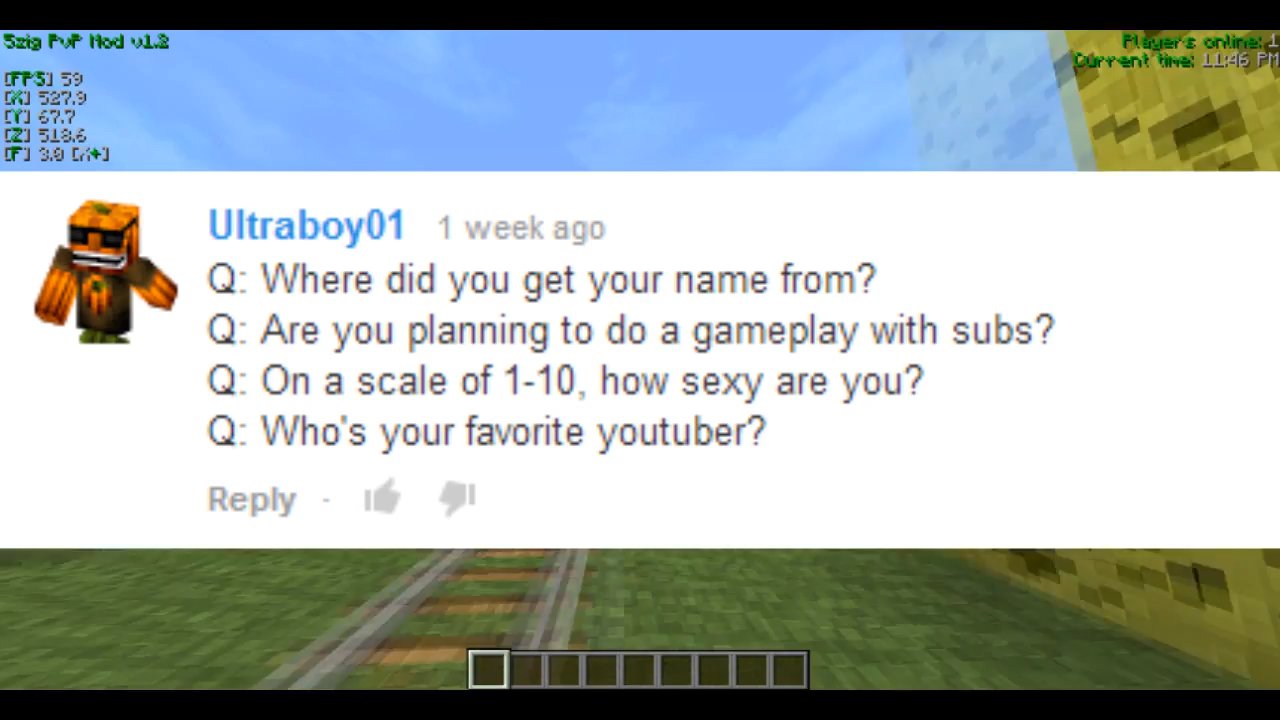 5zig PvP Mod v1.2
Players online: 1
Current time: 11:46 PM
[FPS] 59
[X] 527.9
[Y] 67.7
[Z] 518.6
[F] 3.0 [X+]
Ultraboy01 1 week ago
Q: Where did you get your name from?
Q: Are you planning to do a gameplay with subs?
Q: On a scale of 1-10, how sexy are you?
Q: Who's your favorite youtuber?
Reply ·